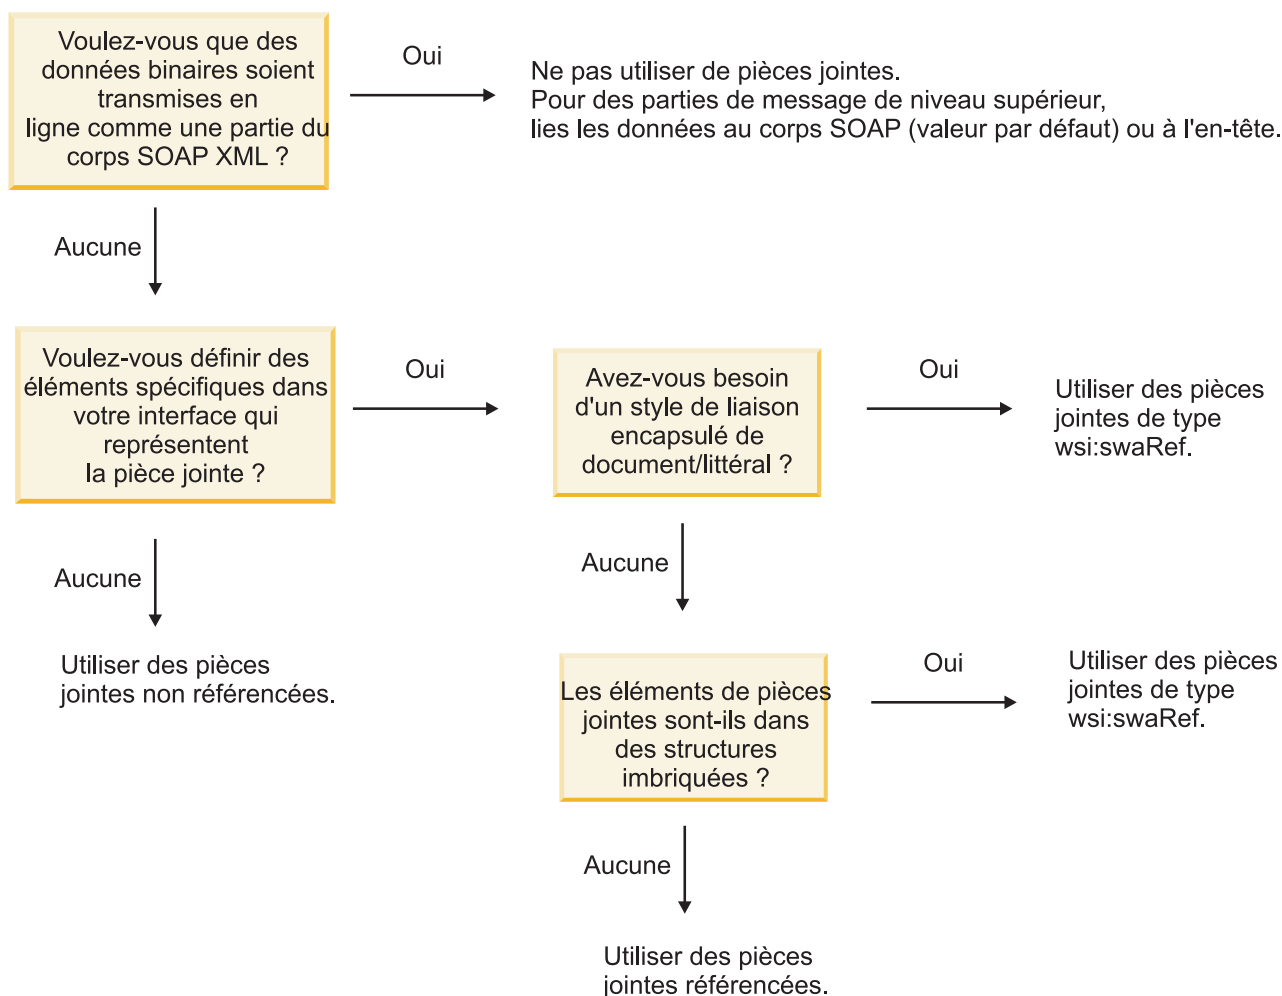 Voulez-vous que des
données binaires soient
transmises en
ligne comme une partie du
corps SOAP XML ?
Oui
Ne pas utiliser de pièces jointes.
Pour des parties de message de niveau supérieur,
lies les données au corps SOAP (valeur par défaut) ou à l'en-tête.
Aucune
Voulez-vous définir des
éléments spécifiques dans
votre interface qui
représentent
la pièce jointe ?
Oui
Avez-vous besoin
d'un style de liaison
encapsulé de
document/littéral ?
Oui
Utiliser des pièces
jointes de type
wsi:swaRef.
Aucune
Utiliser des pièces
jointes non référencées.
Aucune
Les éléments de pièces
jointes sont-ils dans
des structures
imbriquées ?
Oui
Utiliser des pièces
jointes de type
wsi:swaRef.
Aucune
Utiliser des pièces
jointes référencées.